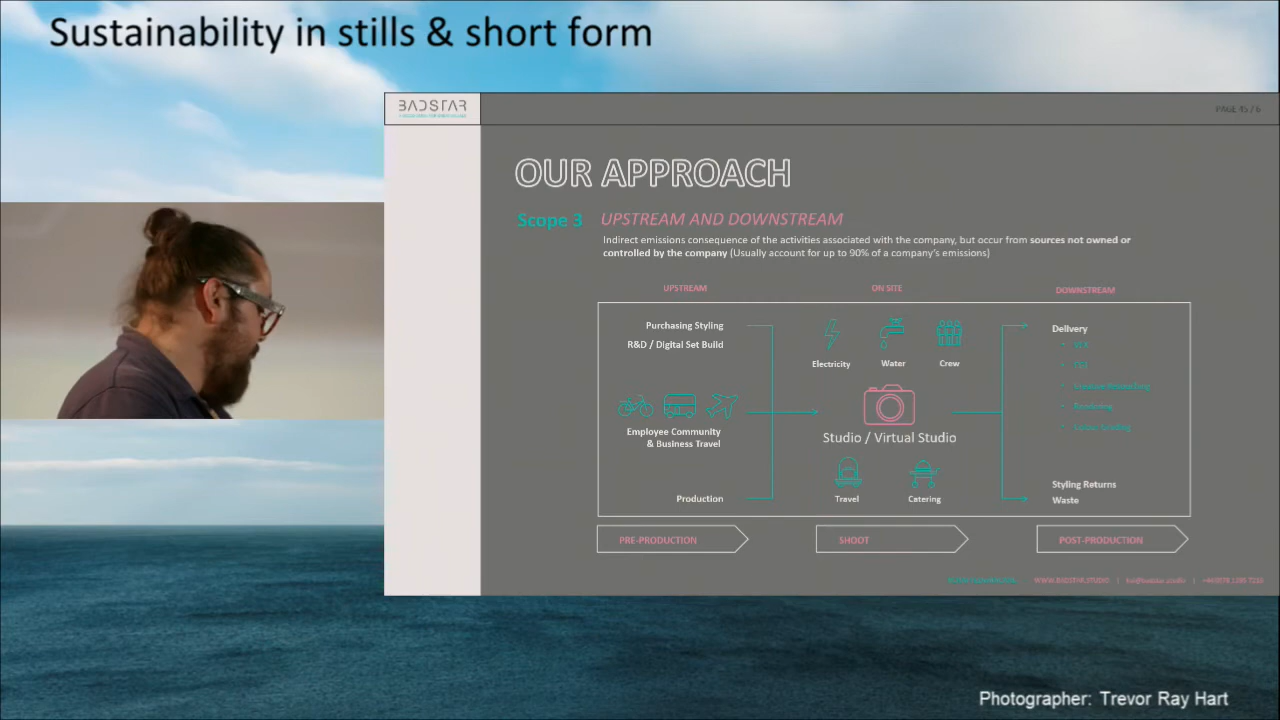 Sustainability in stills & short form
BADSTAR
OUR APPROACH
Scope 3 UPSTREAM AND DOWNSTREAM
Indirect emissions consequence of the activities associated with the company, but occur from sources not owned or
controlled by the company (Usually account for up to 90% of a company's emissions)
UPSTREAM
ON SITE
DOWNSTREAM
Purchasing Styling
R&D / Digital Set Build
Employee Community
& Business Travel
Production
Electricity
Water
Crew
Studio / Virtual Studio
Travel
Catering
Delivery
Styling Returns
Waste
PRE-PRODUCTION
SHOOT
POST-PRODUCTION
WWW.BADSTAR.STUDIO
Photographer: Trevor Ray Hart